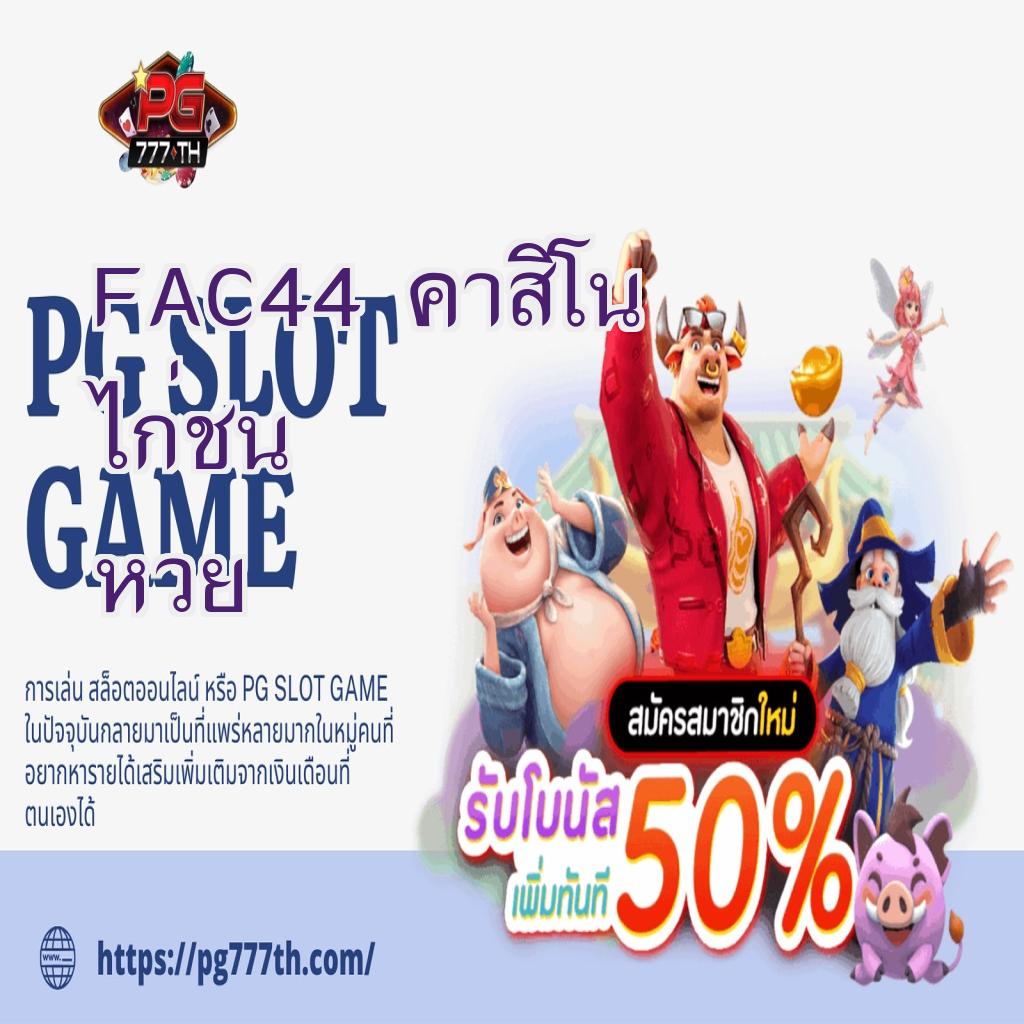 PG
777 TH
FAC44 คาสิโน
PG SLOT
ไก่ชน
GAME
หวย
การเล่น สล็อตออนไลน์ หรือ PG SLOT GAME
ในปัจจุบันกลายมาเป็นที่แพร่หลายมากในหมู่คนที่
อยากหารายได้เสริมเพิ่มเติมจากเงินเดือนที่
ตนเองได้
สมัครสมาชิกใหม่
รับโบนัส
50%
เพิ่มทันที
www.
https://pg777th.com/